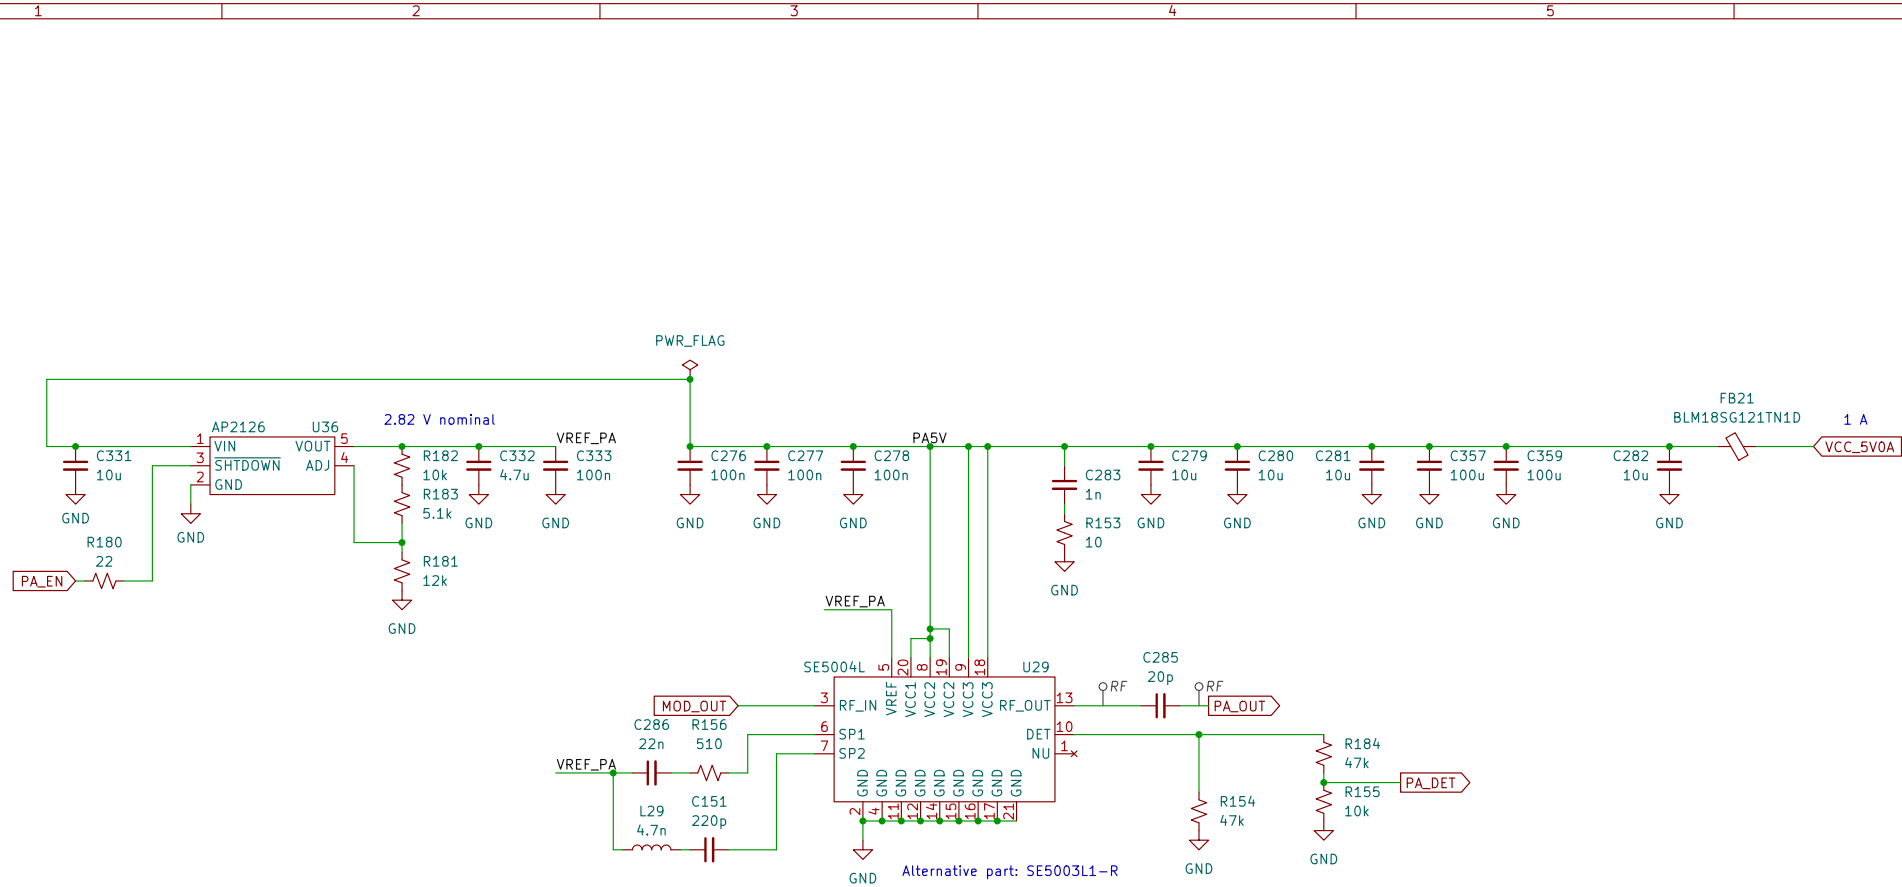 1 2 3 4 5
PWR_FLAG
FB21
BLM18SG121TN1D
1 A
VCC_5V0A
AP2126 U36
2.82 V nominal
1 VIN VOUT 5
3 SHTDOWN ADJ 4
2 GND
C331
10u
GND
GND
R180
22
PA_EN
R182
10k
R183
5.1k
R181
12k
GND
C332
4.7u
GND
VREF_PA
C333
100n
GND
C276
100n
GND
C277
100n
GND
C278
100n
GND
PA5V
C283
1n
R153
10
GND
C279
10u
GND
C280
10u
GND
C281
10u
GND
C357
100u
GND
C359
100u
GND
C282
10u
GND
VREF_PA
SE5004L U29
5 20 8 19 9 18
VREF VCC1 VCC2 VCC2 VCC3 VCC3
MOD_OUT
3 RF_IN
6 SP1
7 SP2
RF_OUT 13
DET 10
NU 1
GND GND GND GND GND GND GND GND GND
2 4 11 12 14 15 16 17 21
GND
C286
22n
R156
510
VREF_PA
L29
4.7n
C151
220p
RF
C285
20p
RF
PA_OUT
R184
47k
PA_DET
R155
10k
GND
R154
47k
GND
Alternative part: SE5003L1-R